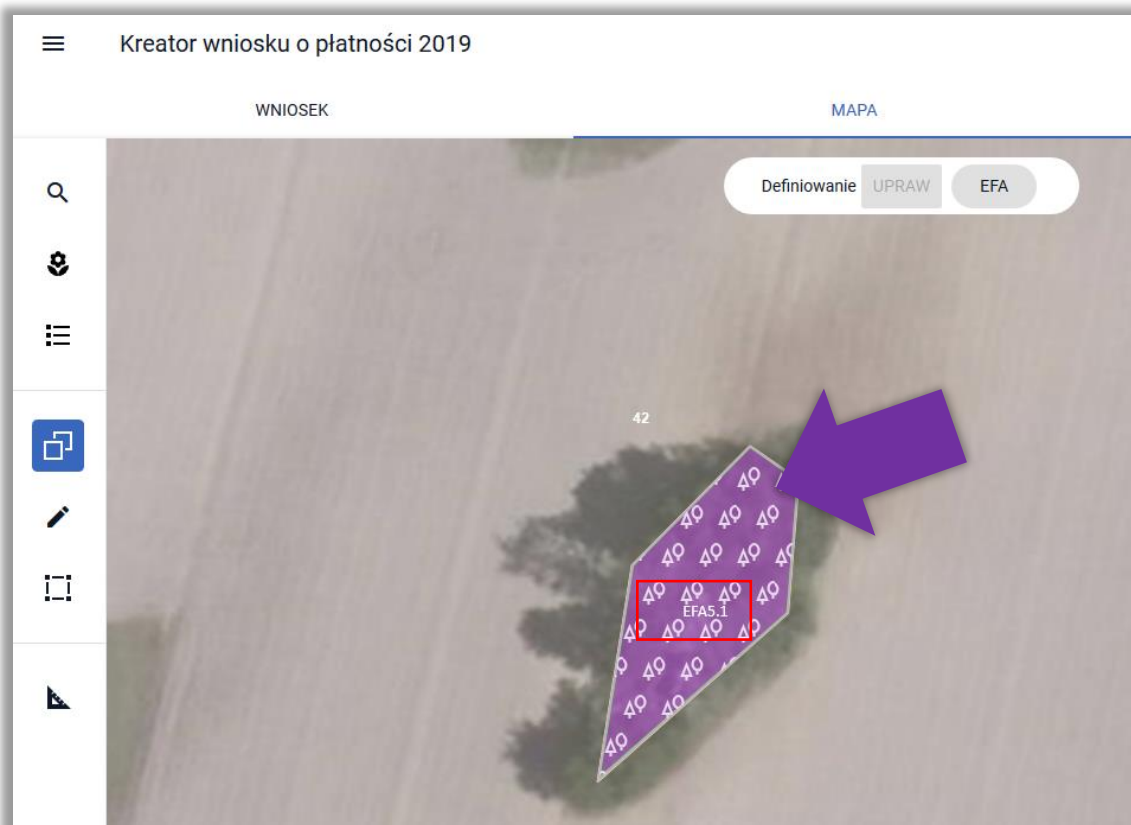 Kreator wniosku o płatności 2019
WNIOSEK
MAPA
Definiowanie UPRAW EFA
42
EFA5.1